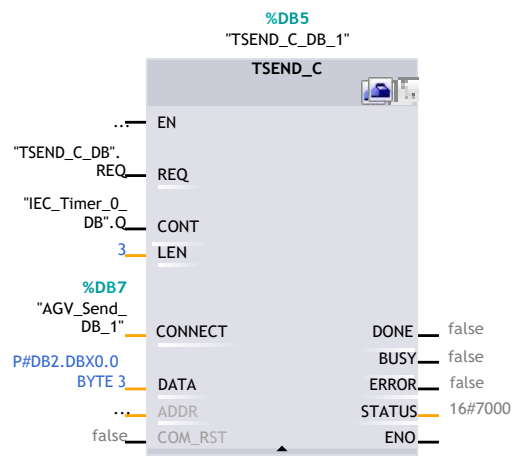 %DB5
"TSEND_C_DB_1"
TSEND_C
... EN
"TSEND_C_DB".
REQ REQ
"IEC_Timer_0_
DB".Q CONT
3 LEN
%DB7
"AGV_Send_
DB_1" CONNECT DONE false
BUSY false
P#DB2.DBX0.0
BYTE 3 DATA ERROR false
... ADDR STATUS 16#7000
false COM_RST ENO